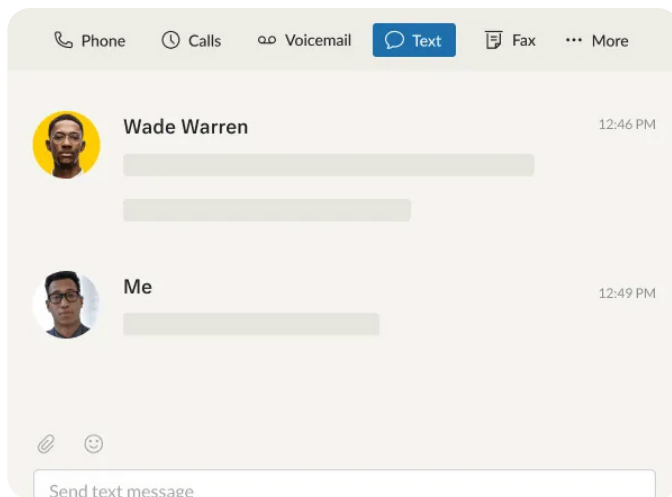 Phone Calls Voicemail Text Fax More
Wade Warren 12:46 PM
Me 12:49 PM
Send text message